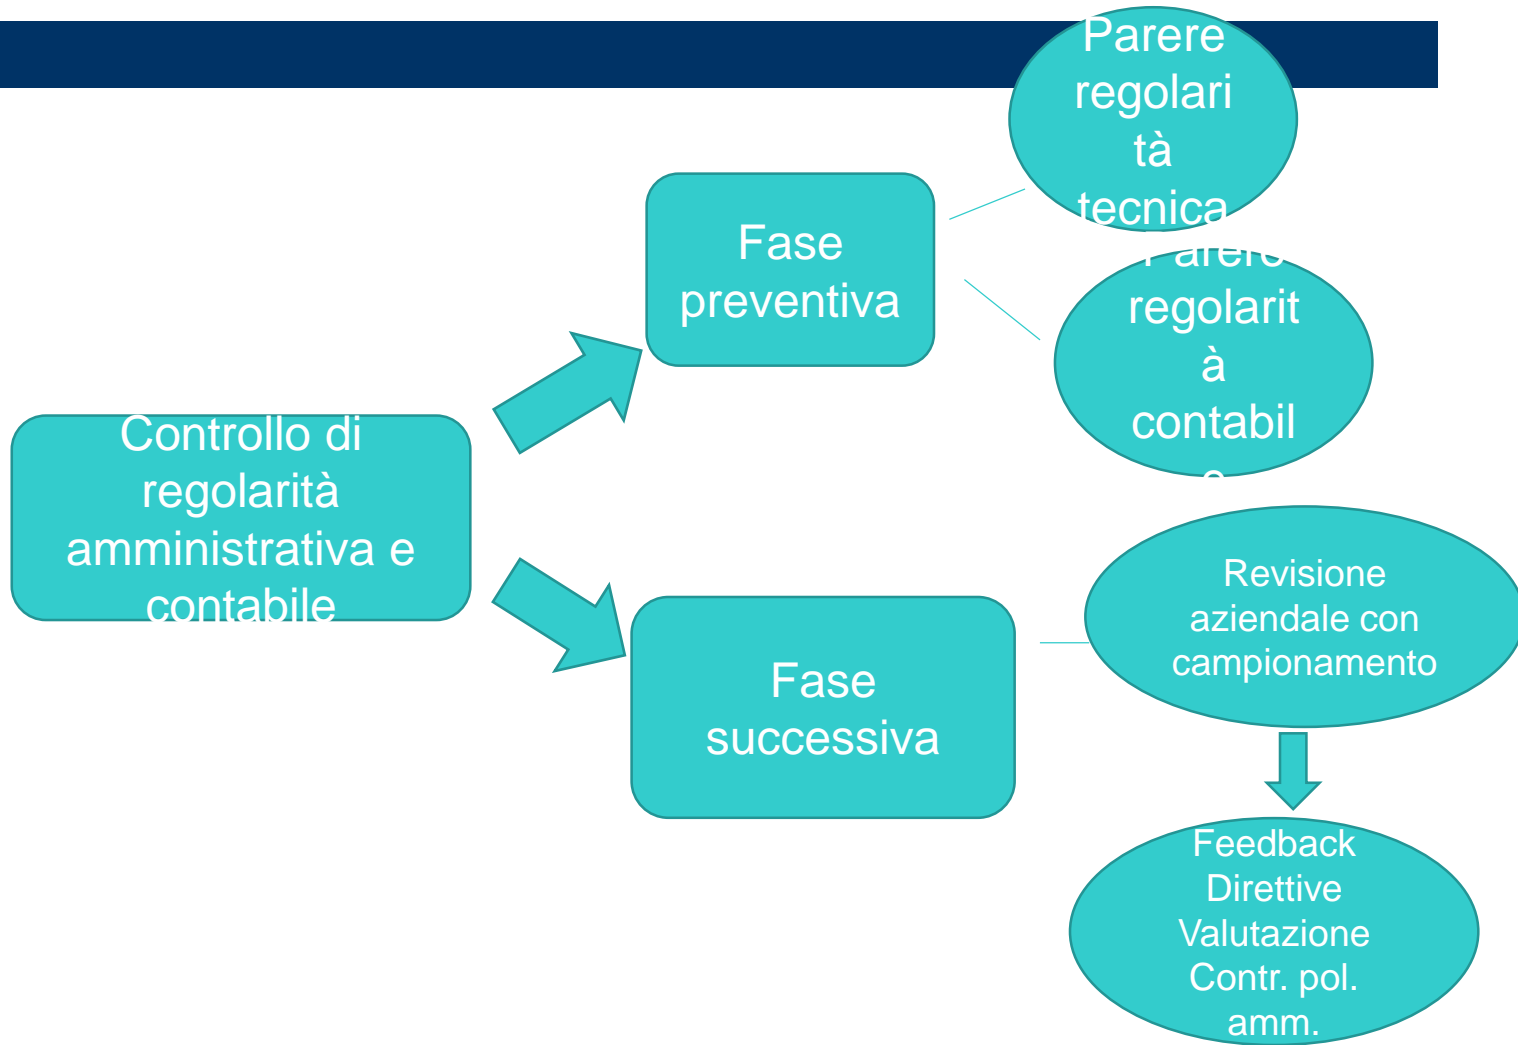 Parere
regolari
tà
tecnica
Parere
regolarit
à
contabil
e
Fase
preventiva
Controllo di
regolarità
amministrativa e
contabile
Fase
successiva
Revisione
aziendale con
campionamento
Feedback
Direttive
Valutazione
Contr. pol.
amm.